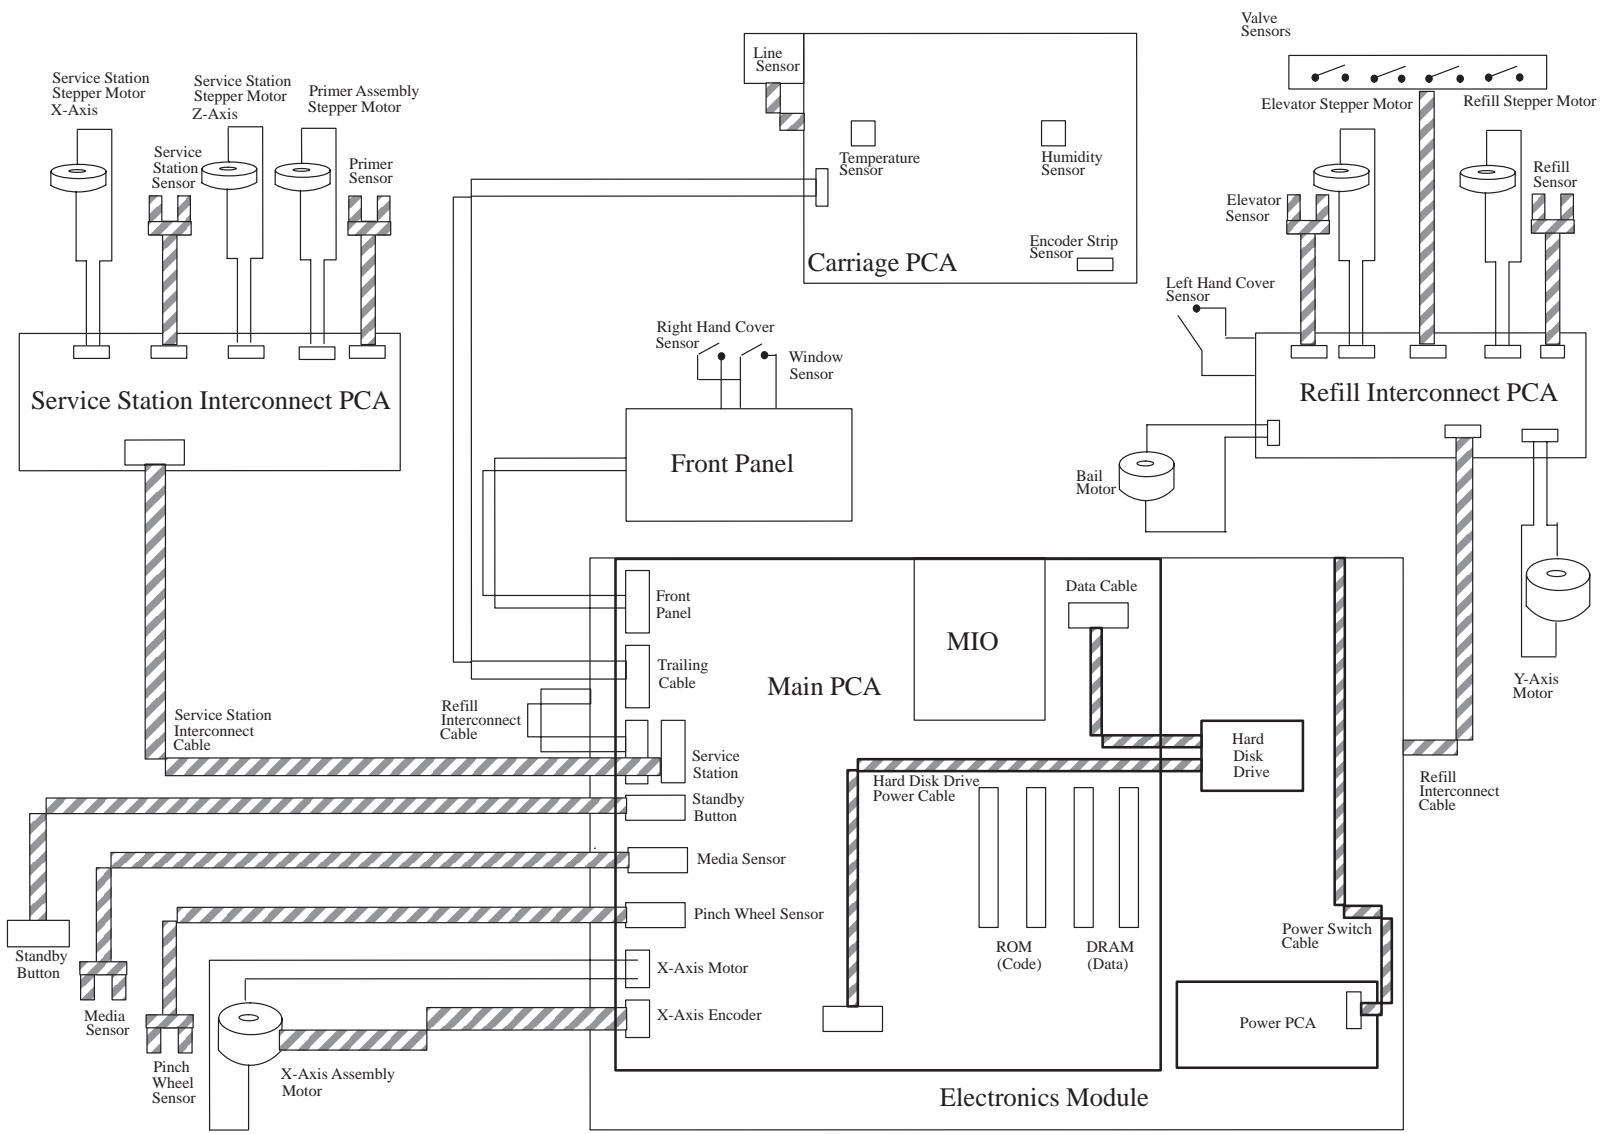 Valve
Sensors
Line
Sensor
Service Station
Stepper Motor
X-Axis
Service Station
Stepper Motor
Z-Axis
Primer Assembly
Stepper Motor
Elevator Stepper Motor
Refill Stepper Motor
Service
Station
Sensor
Primer
Sensor
Temperature
Sensor
Humidity
Sensor
Refill
Sensor
Elevator
Sensor
Encoder Strip
Sensor
Carriage PCA
Left Hand Cover
Sensor
Right Hand Cover
Sensor
Window
Sensor
Service Station Interconnect PCA
Refill Interconnect PCA
Front Panel
Bail
Motor
Front
Panel
Data Cable
MIO
Trailing
Cable
Main PCA
Y-Axis
Motor
Refill
Interconnect
Cable
Service Station
Interconnect
Cable
Service
Station
Hard
Disk
Drive
Hard Disk Drive
Power Cable
Refill
Interconnect
Cable
Standby
Button
Media Sensor
Pinch Wheel Sensor
Power Switch
Cable
ROM
(Code)
DRAM
(Data)
Standby
Button
X-Axis Motor
Media
Sensor
X-Axis Encoder
Power PCA
Pinch
Wheel
Sensor
X-Axis Assembly
Motor
Electronics Module